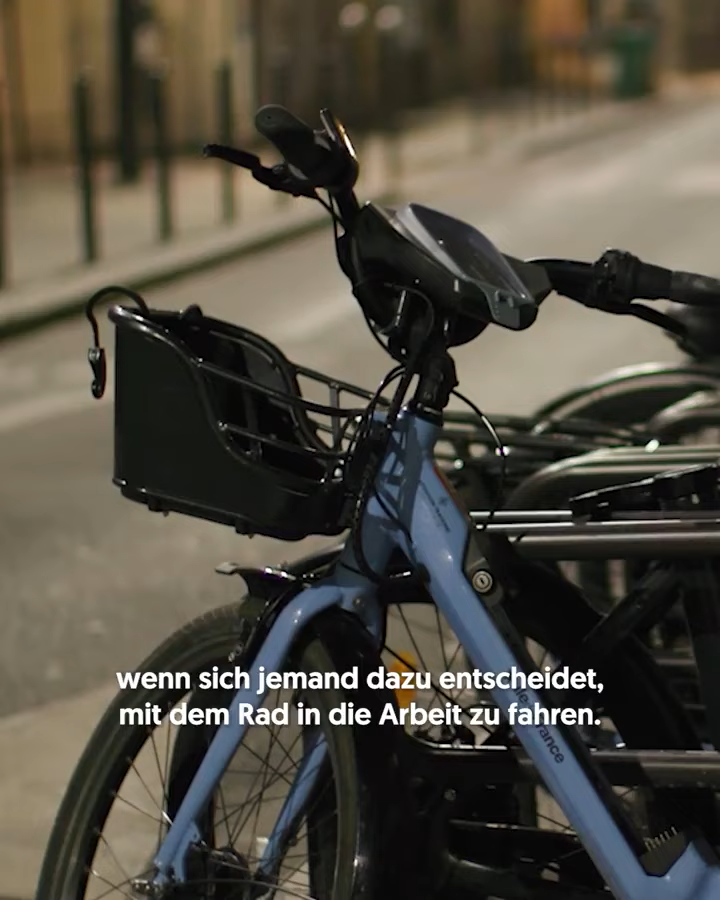 wenn sich jemand dazu entscheidet,
mit dem Rad in die Arbeit zu fahren.